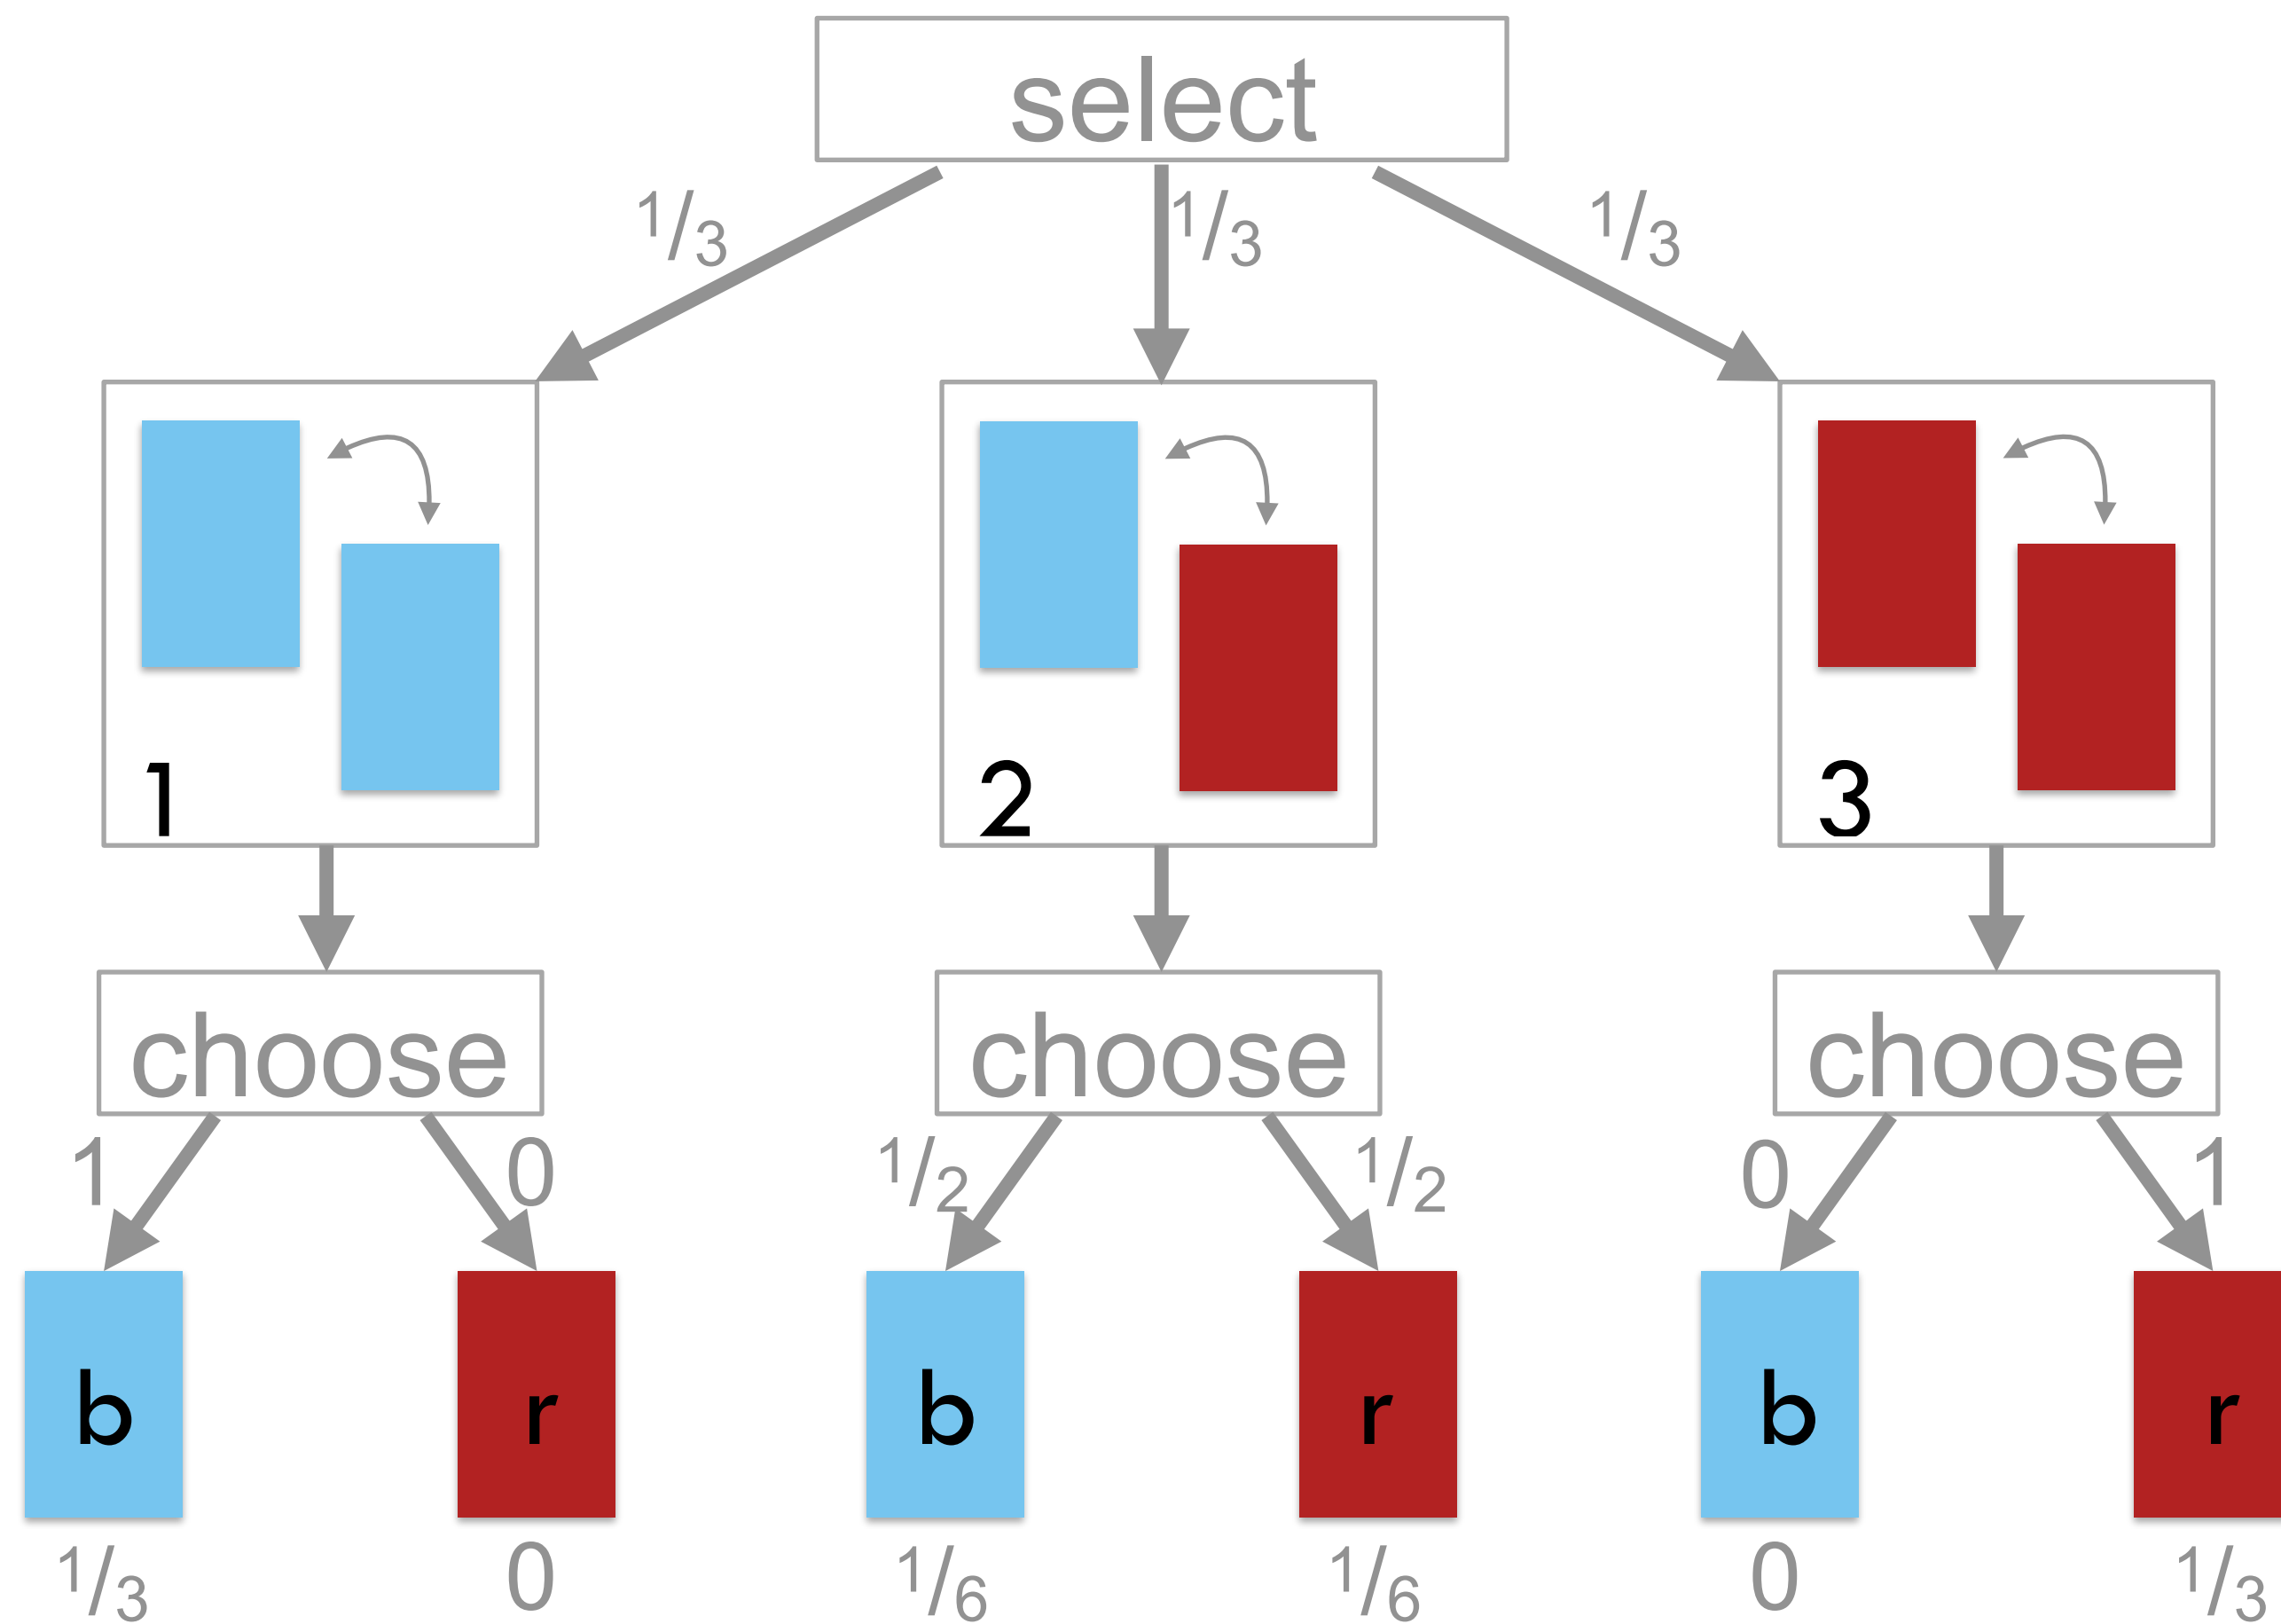 select
1/3 1/3 1/3
1 2 3
choose choose choose
1 0 1/2 1/2 0 1
b r b r b r
1/3 0 1/6 1/6 0 1/3